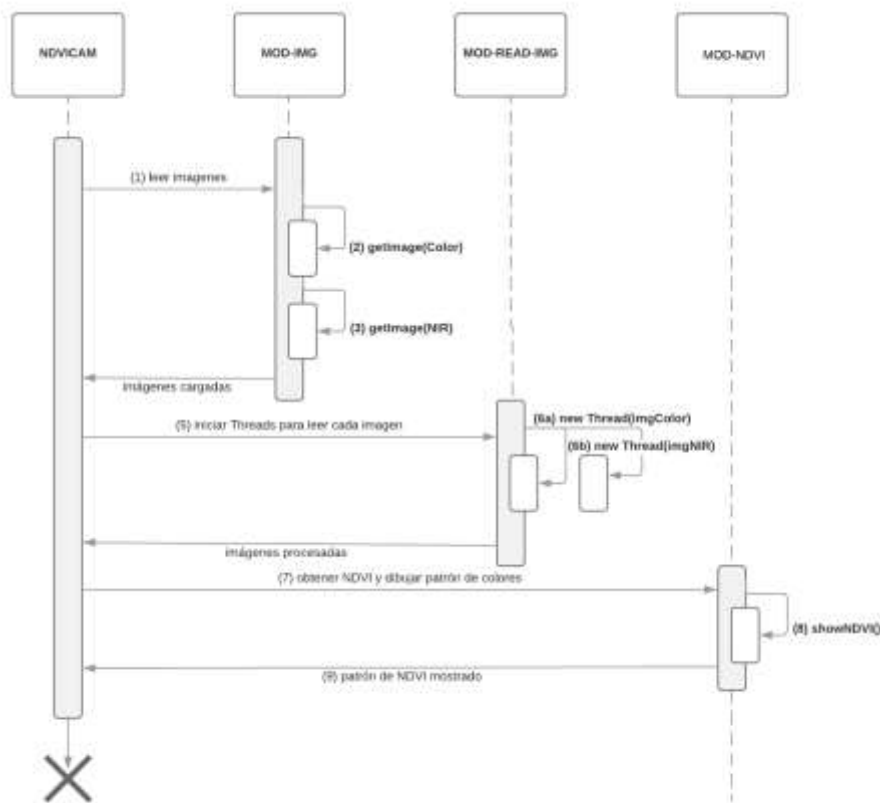 NDVICAM
MOD-IMG
MOD-READ-IMG
MOD-NDVI
(1) leer imagenes
(2) getImage(Color)
(3) getImage(NIR)
imágenes cargadas
(5) iniciar Threads para leer cada imagen
(6a) new Thread(imgColor)
(6b) new Thread(imgNIR)
imágenes procesadas
(7) obtener NDVI y dibujar patrón de colores
(8) showNDVI()
(9) patrón de NDVI mostrado